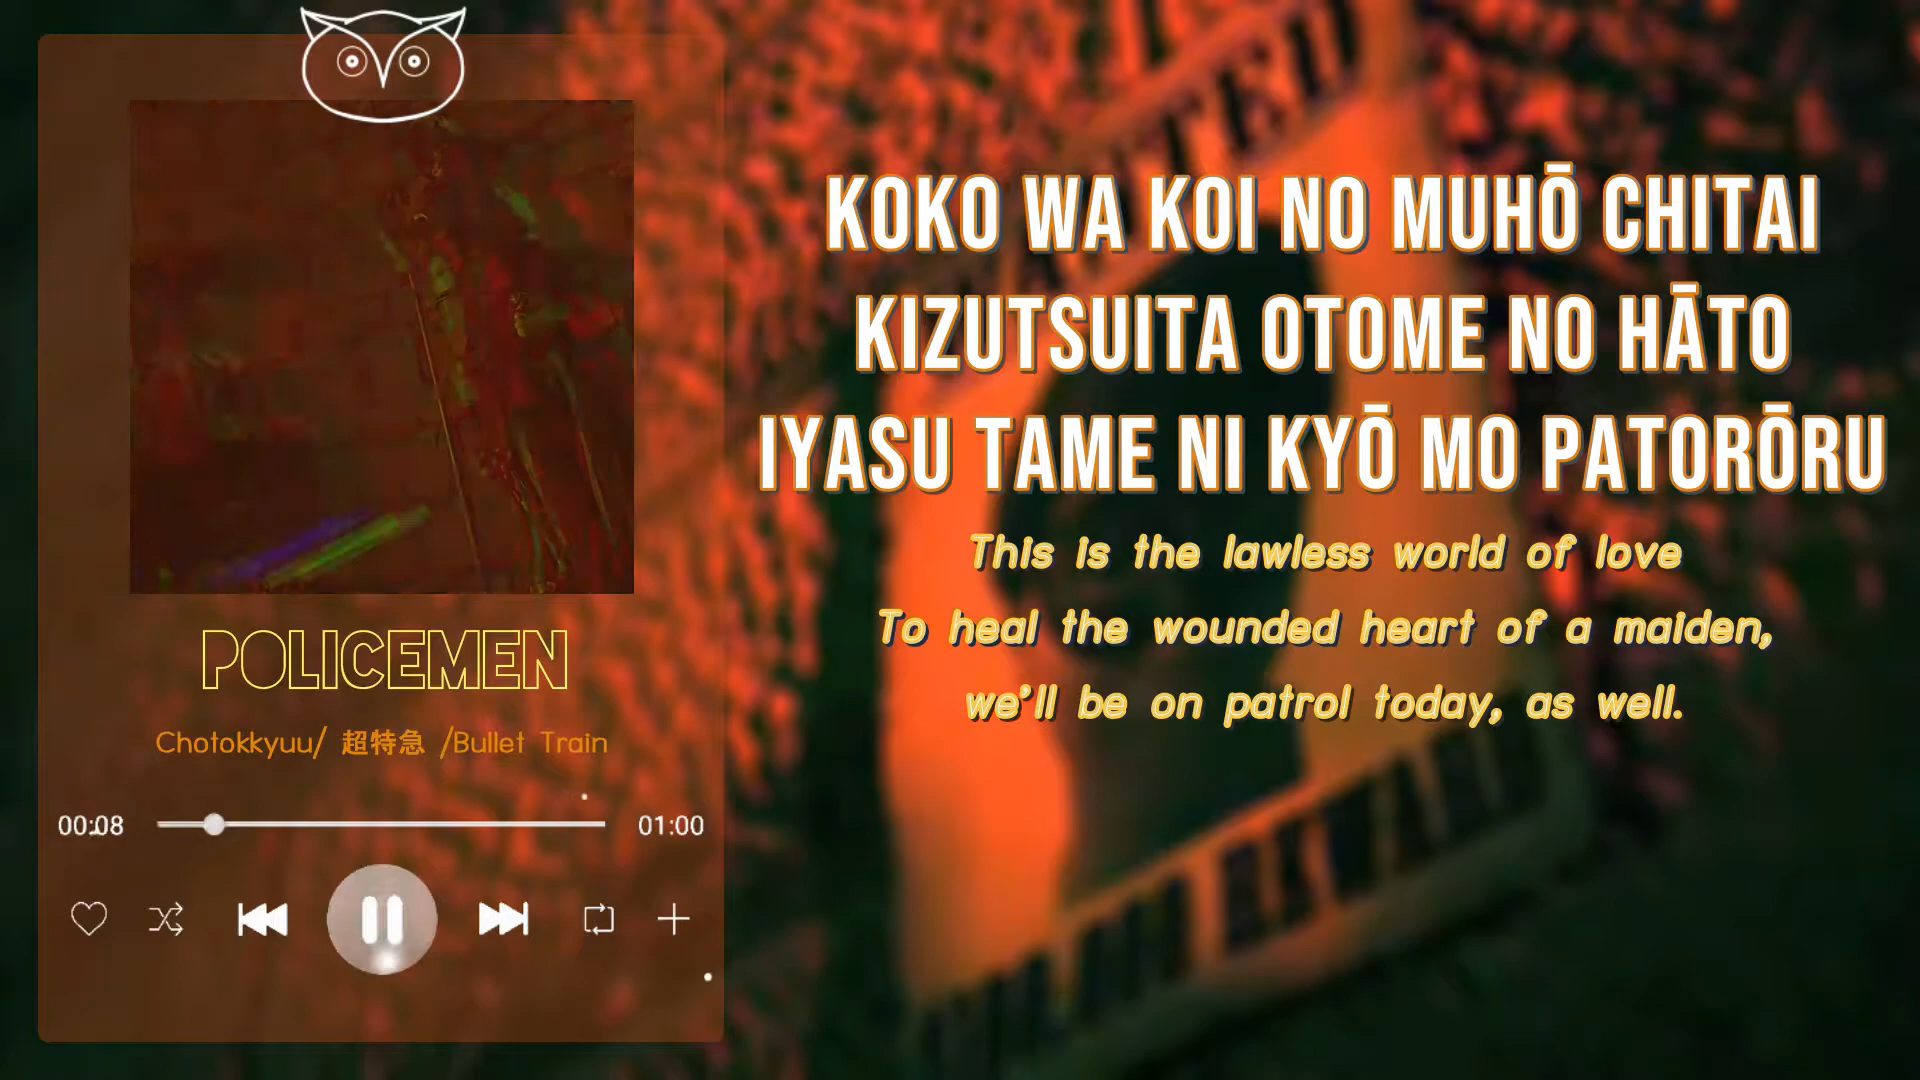 POLICEMEN
Chotokkyuu/ 超特急 /Bullet Train
00:08
01:00
KOKO WA KOI NO MUHŌ CHITAI
KIZUTSUITA OTOME NO HĀTO
IYASU TAME NI KYŌ MO PATORŌRU
This is the lawless world of love
To heal the wounded heart of a maiden,
we'll be on patrol today, as well.